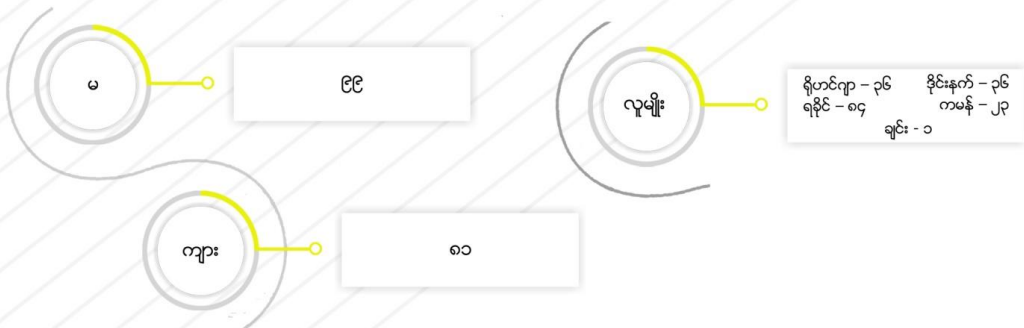 မ
၉၉
ကျား
၈၁
လူမျိုး
ရိုဟင်ဂျာ – ၃၆ ဒိုင်းနက် – ၃၆
ရခိုင် – ၈၄ ကမန် – ၂၃
ချင်း - ၁